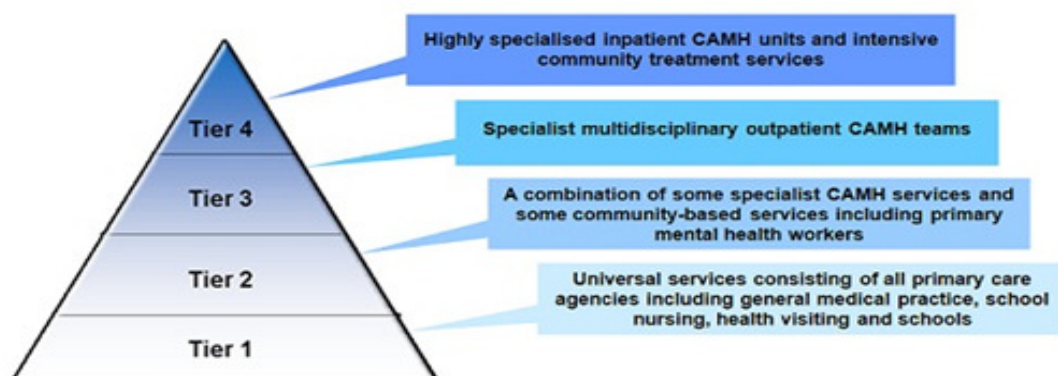 Highly specialised inpatient CAMH units and intensive
community treatment services
Tier 4
Specialist multidisciplinary outpatient CAMH teams
Tier 3
A combination of some specialist CAMH services and
some community-based services including primary
mental health workers
Tier 2
Universal services consisting of all primary care
agencies including general medical practice, school
nursing, health visiting and schools
Tier 1